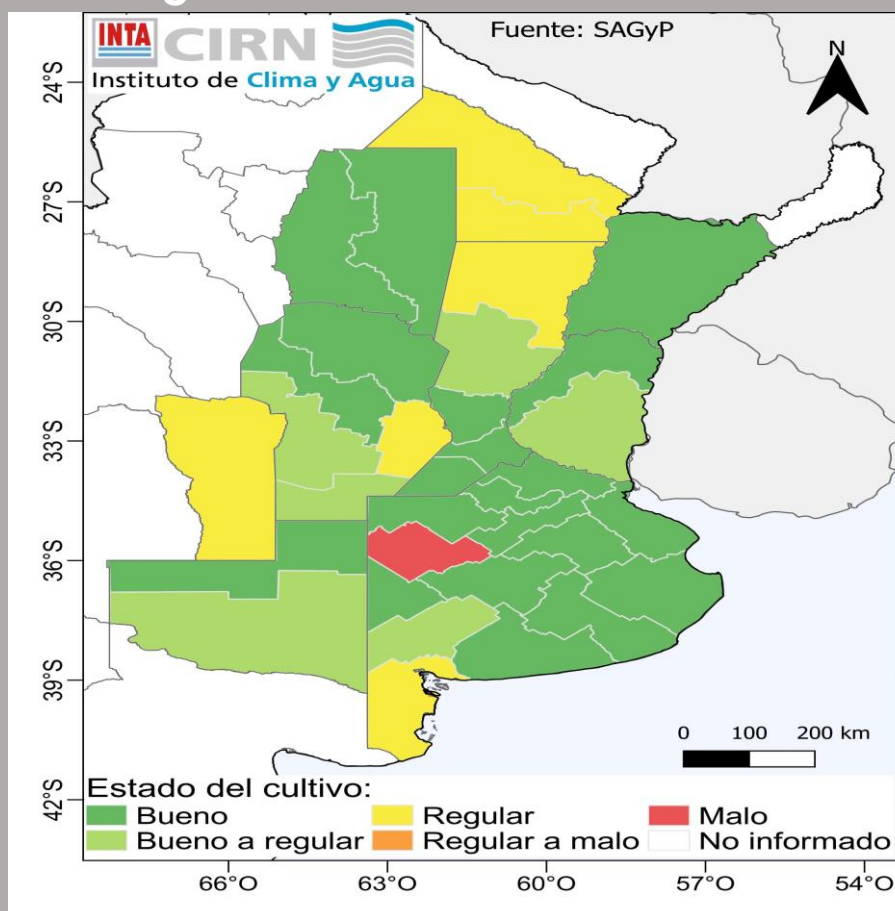 INTA CIRN
Instituto de Clima y Agua
Fuente: SAGyP
N
24°S
27°S
30°S
33°S
36°S
39°S
42°S
0 100 200 km
Estado del cultivo:
Bueno Regular Malo
Bueno a regular Regular a malo No informado
66°O 63°O 60°O 57°O 54°O